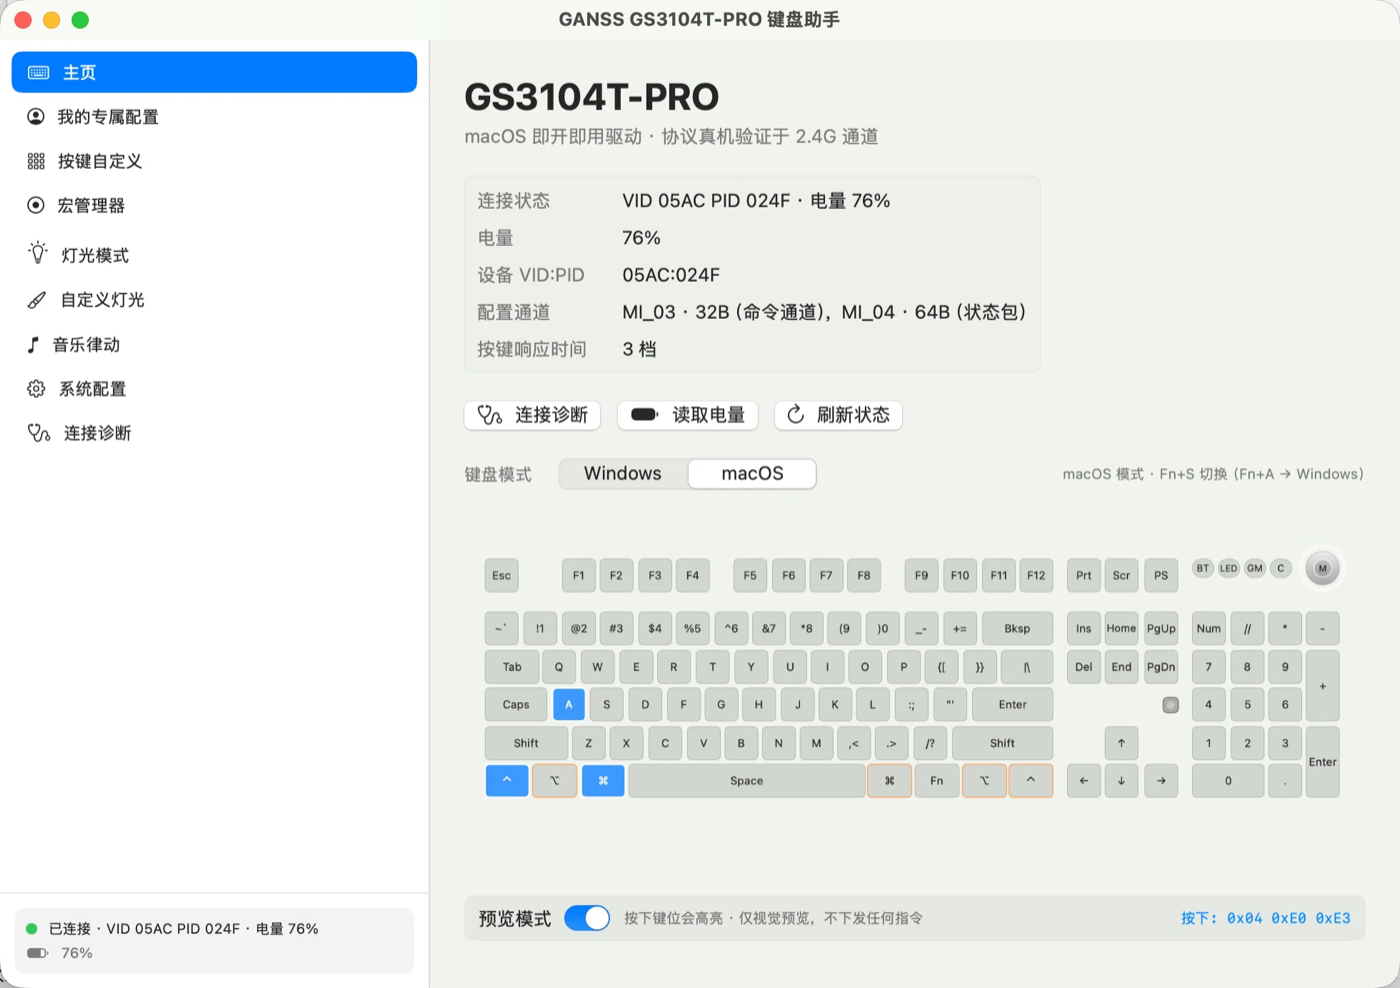 GANSS GS3104T-PRO 键盘助手
主页
我的专属配置
按键自定义
宏管理器
灯光模式
自定义灯光
音乐律动
系统配置
连接诊断
已连接 · VID 05AC PID 024F · 电量 76%
76%
GS3104T-PRO
macOS 即开即用驱动 · 协议真机验证于 2.4G 通道
连接状态 VID 05AC PID 024F · 电量 76%
电量 76%
设备 VID:PID 05AC:024F
配置通道 MI_03 · 32B (命令通道)，MI_04 · 64B (状态包)
按键响应时间 3 档
连接诊断 读取电量 刷新状态
键盘模式 Windows macOS macOS 模式 · Fn+S 切换 (Fn+A → Windows)
Esc F1 F2 F3 F4 F5 F6 F7 F8 F9 F10 F11 F12 Prt Scr PS BT LED GM C M
~` !1 @2 #3 $4 %5 ^6 &7 *8 (9 )0 _- += Bksp Ins Home PgUp Num // * -
Tab Q W E R T Y U I O P {[ }} |\ Del End PgDn 7 8 9 +
Caps A S D F G H J K L :; "' Enter 4 5 6
Shift Z X C V B N M ,< .> /? Shift ↑ 1 2 3 Enter
^ ⌥ ⌘ Space ⌘ Fn ⌥ ^ ← ↓ → 0 .
预览模式 按下键位会高亮 · 仅视觉预览，不下发任何指令 按下: 0x04 0xE0 0xE3